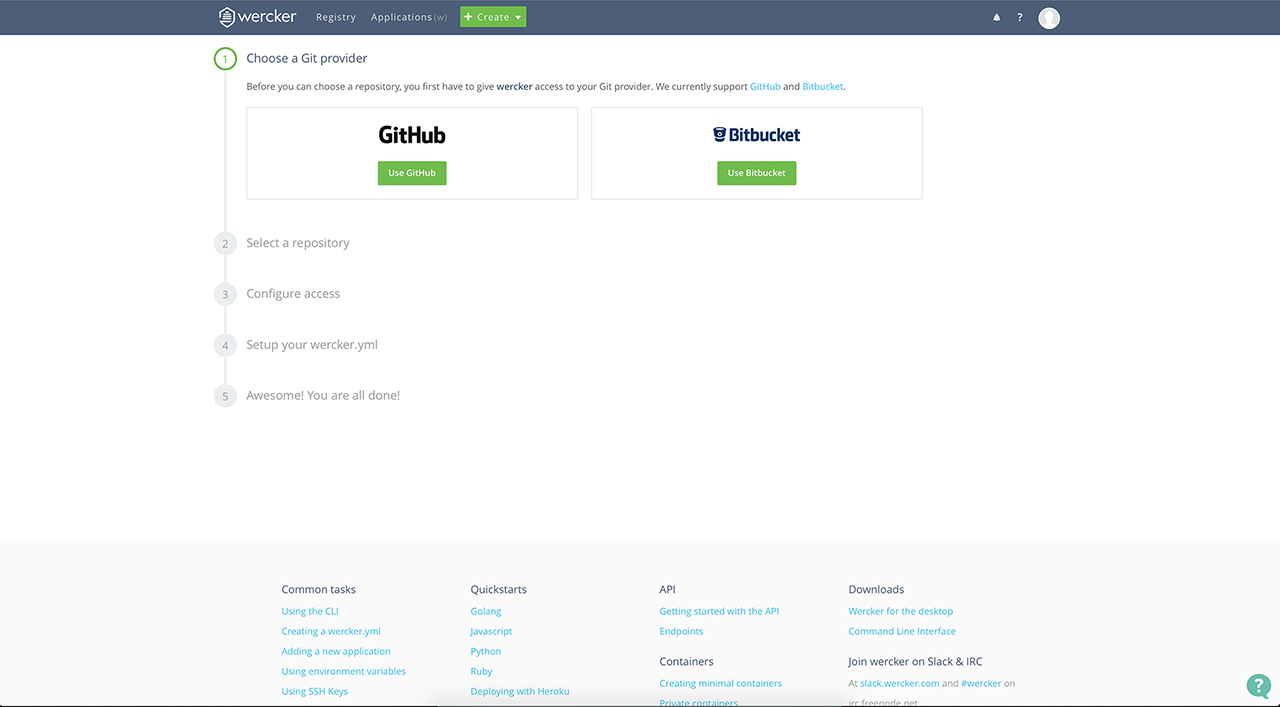 wercker Registry Applications(w) + Create ?
1 Choose a Git provider
Before you can choose a repository, you first have to give wercker access to your Git provider. We currently support GitHub and Bitbucket.
GitHub
Use GitHub
Bitbucket
Use Bitbucket
2 Select a repository
3 Configure access
4 Setup your wercker.yml
5 Awesome! You are all done!
Common tasks
Using the CLI
Creating a wercker.yml
Adding a new application
Using environment variables
Using SSH Keys
Quickstarts
Golang
Javascript
Python
Ruby
Deploying with Heroku
API
Getting started with the API
Endpoints
Containers
Creating minimal containers
Private containers
Downloads
Wercker for the desktop
Command Line Interface
Join wercker on Slack & IRC
At slack.wercker.com and #wercker on
irc.freenode.net
?